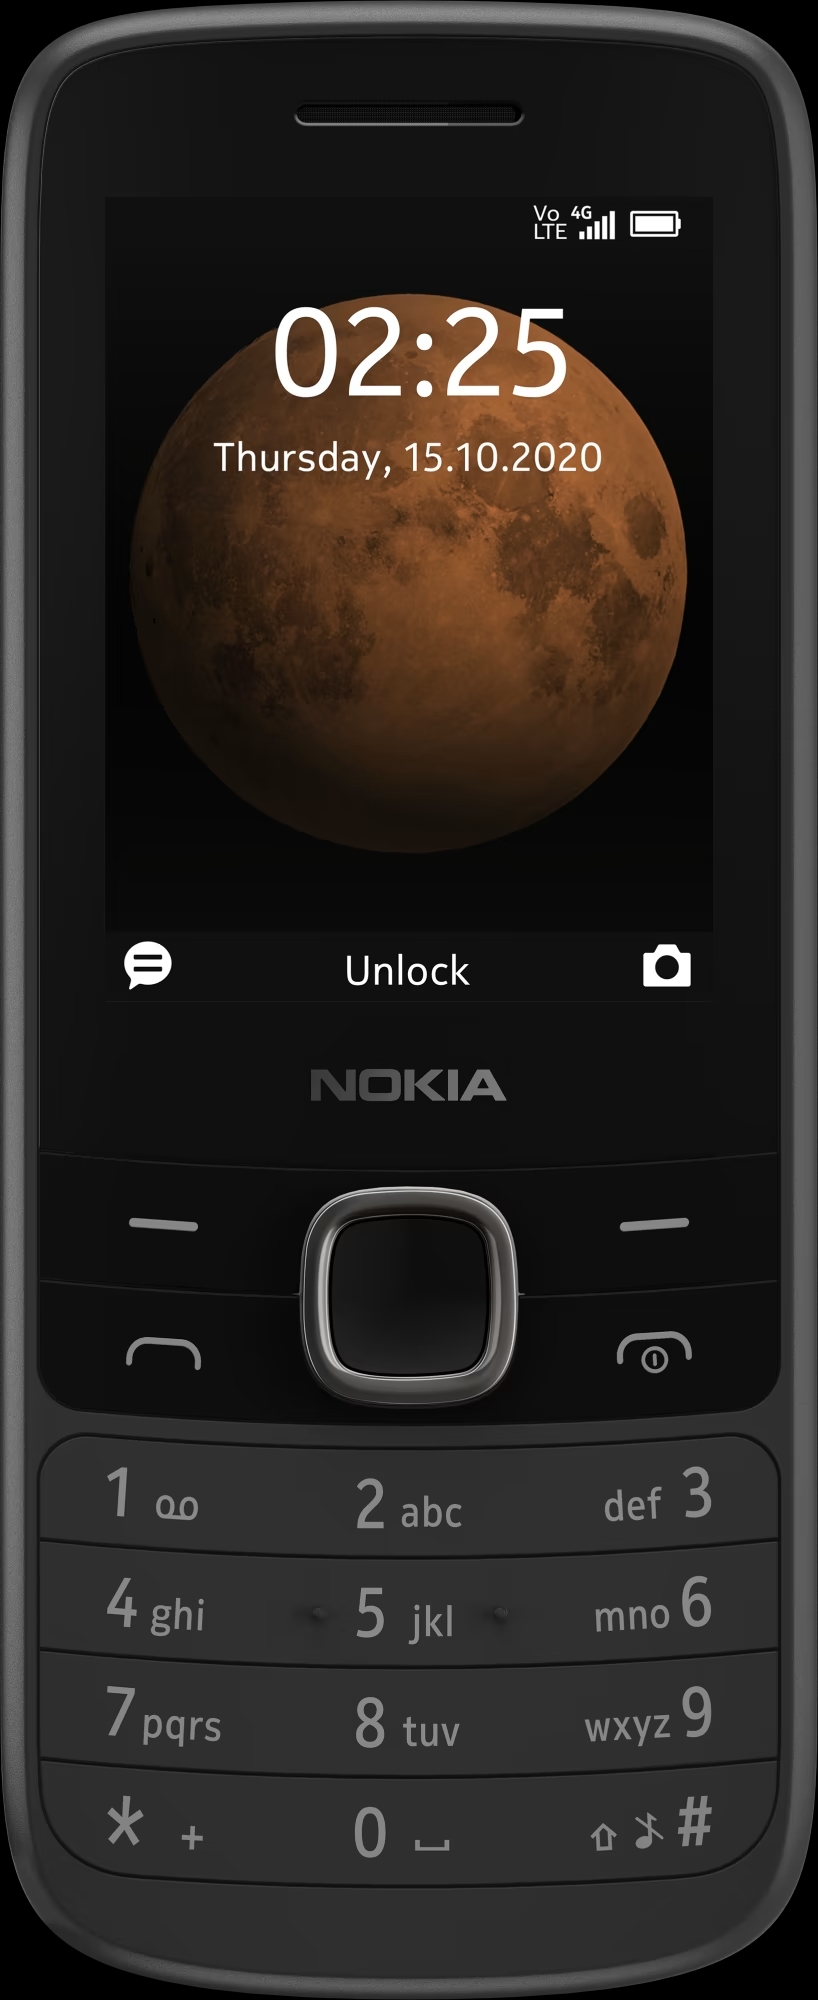 Vo LTE 4G
02:25
Thursday, 15.10.2020
Unlock
NOKIA
1 2 abc def 3
4 ghi 5 jkl mno 6
7 pqrs 8 tuv wxyz 9
* + 0 #